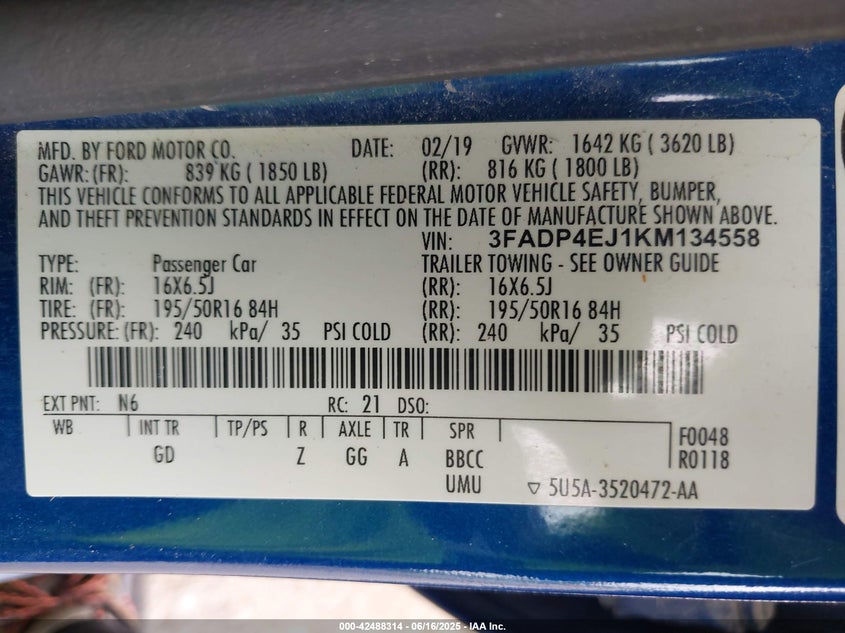 MFD. BY FORD MOTOR CO. DATE: 02/19 GVWR: 1642 KG ( 3620 LB)
GAWR: (FR): 839 KG ( 1850 LB) (RR): 816 KG ( 1800 LB)
THIS VEHICLE CONFORMS TO ALL APPLICABLE FEDERAL MOTOR VEHICLE SAFETY, BUMPER,
AND THEFT PREVENTION STANDARDS IN EFFECT ON THE DATE OF MANUFACTURE SHOWN ABOVE.
VIN: 3FADP4EJ1KM134558
TYPE: Passenger Car TRAILER TOWING - SEE OWNER GUIDE
RIM: (FR): 16X6.5J (RR): 16X6.5J
TIRE: (FR): 195/50R16 84H (RR): 195/50R16 84H
PRESSURE: (FR): 240 kPa/ 35 PSI COLD (RR): 240 kPa/ 35 PSI COLD
EXT PNT: N6 RC: 21 DSO:
WB INT TR TP/PS R AXLE TR SPR F0048
GD Z GG A BBCC R0118
UMU ▽ 5U5A-3520472-AA
000-42488314 - 06/16/2025 - IAA Inc.